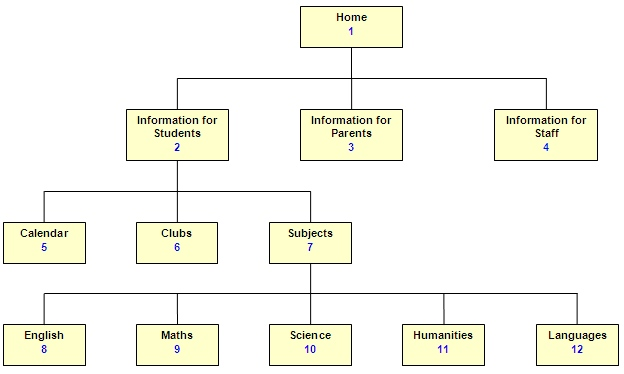 Home
1
Information for
Students
2
Information for
Parents
3
Information for
Staff
4
Calendar
5
Clubs
6
Subjects
7
English
8
Maths
9
Science
10
Humanities
11
Languages
12